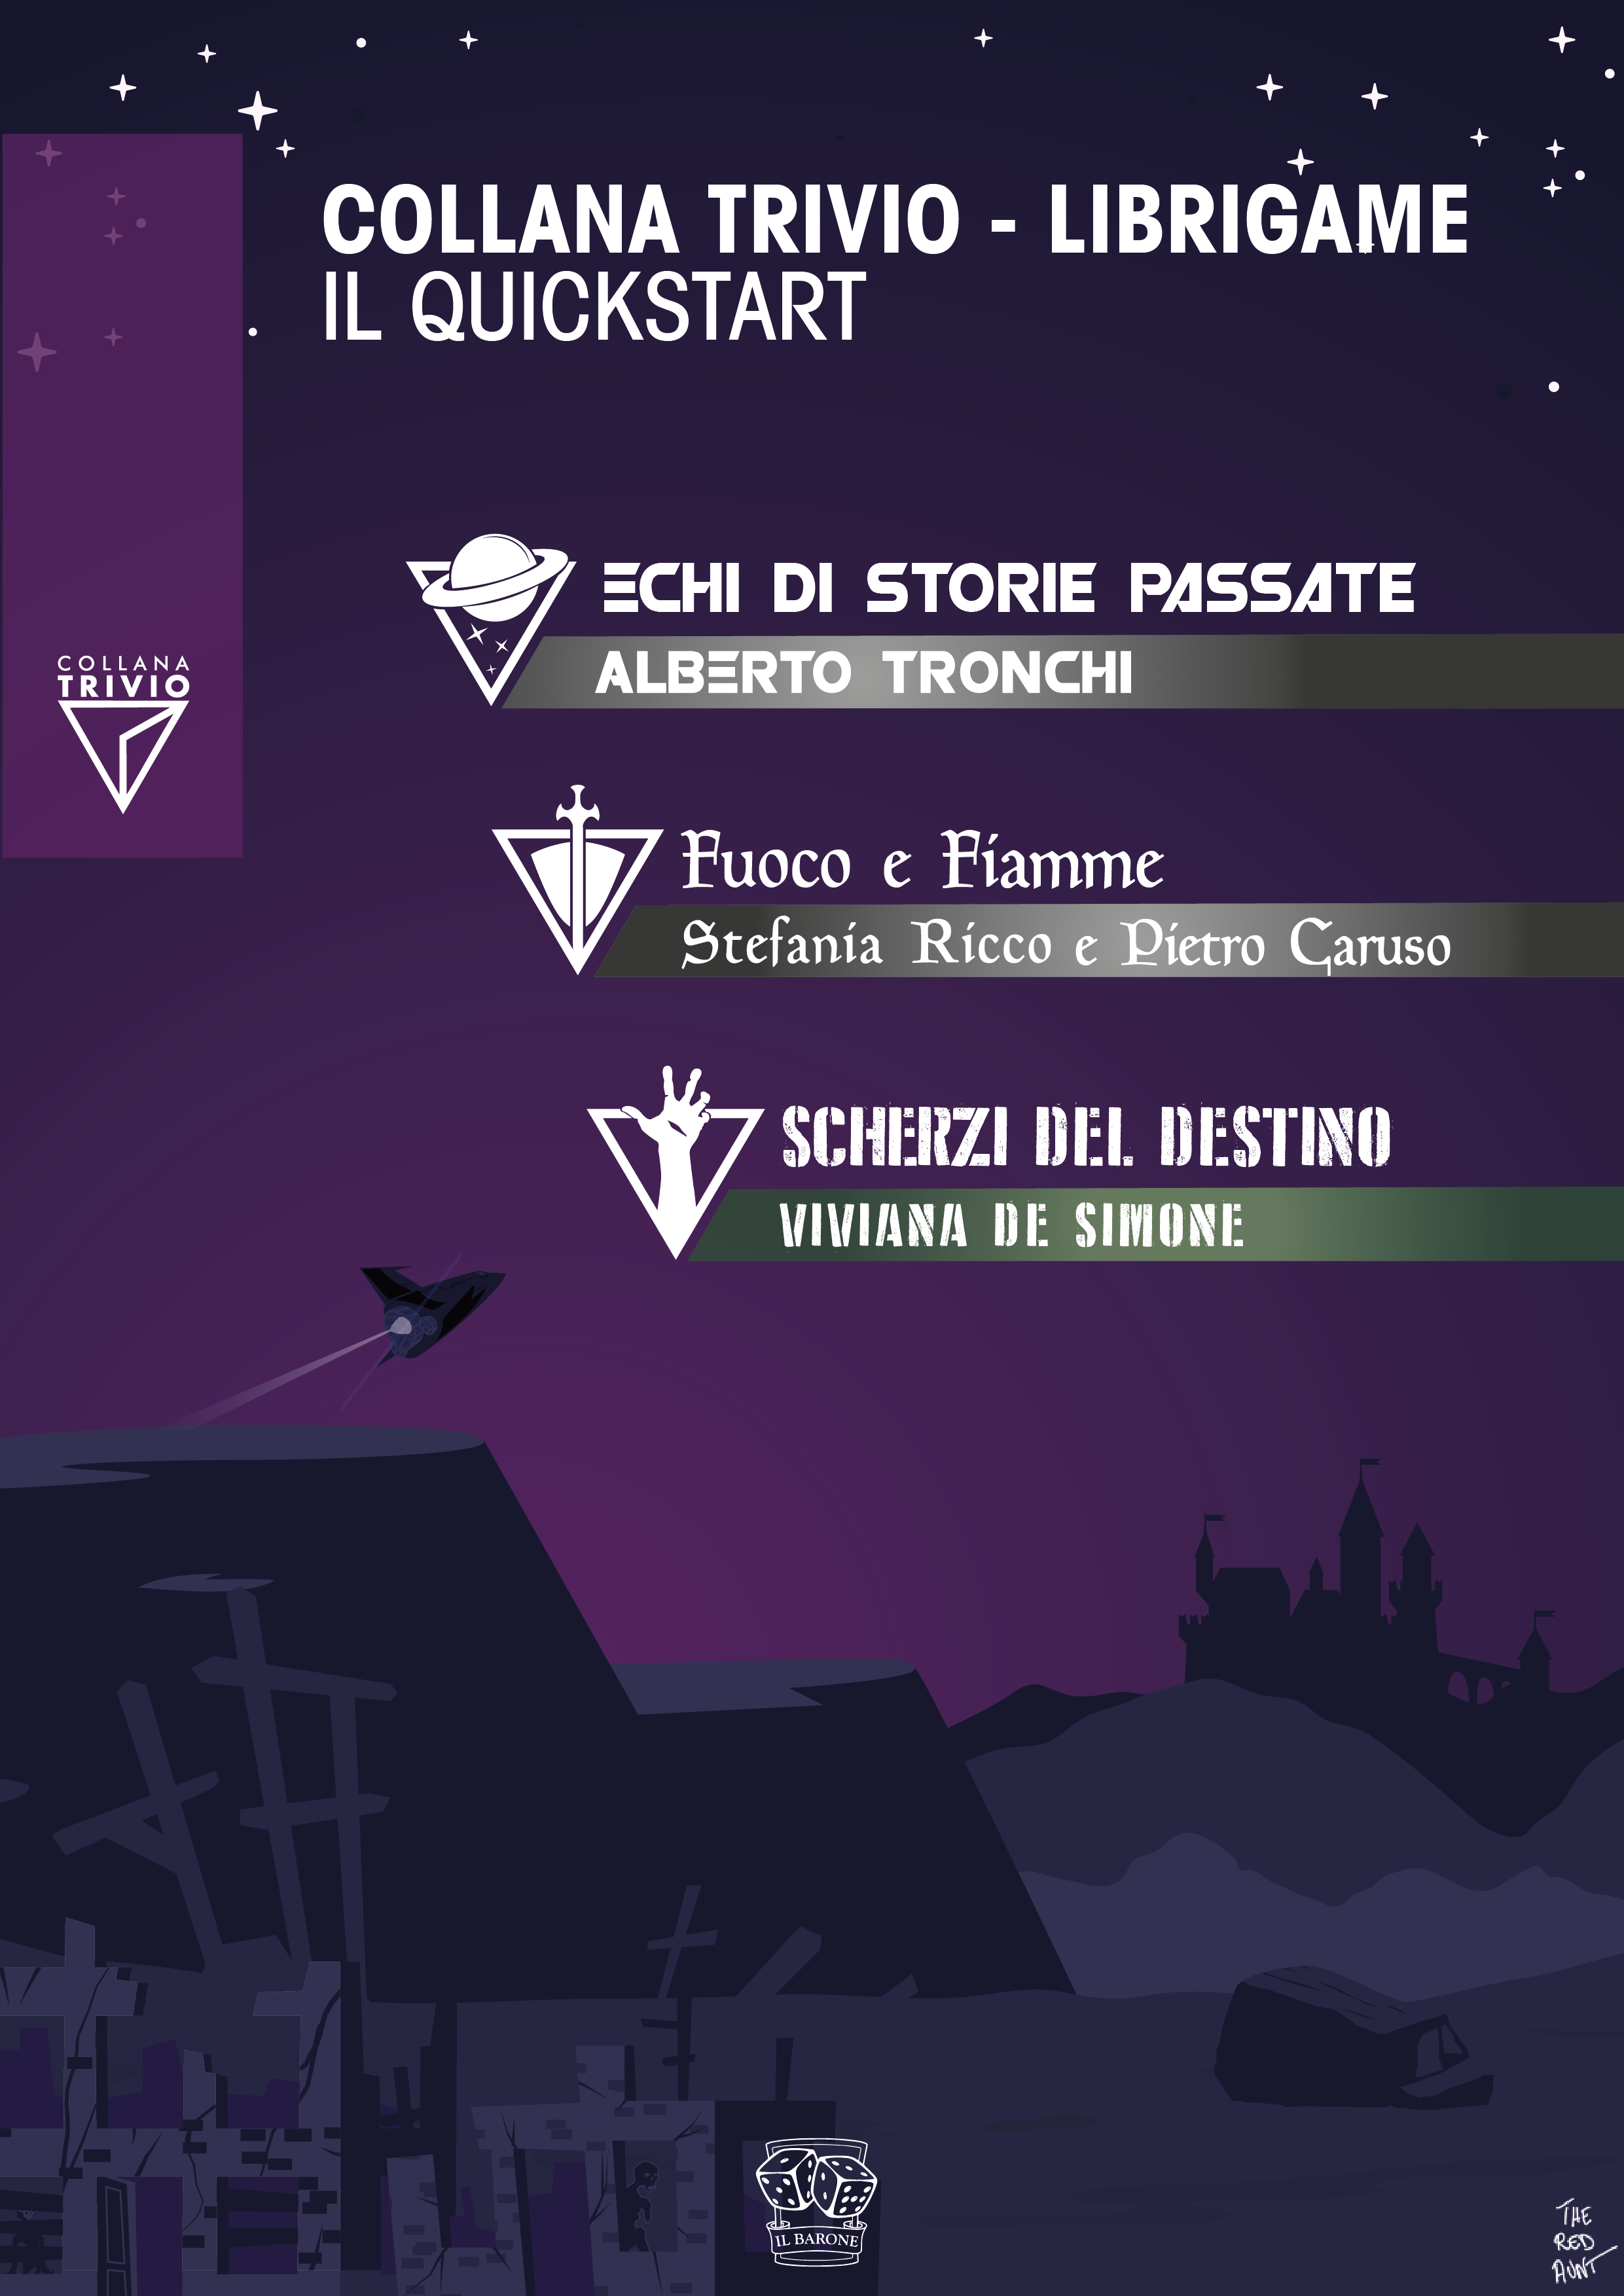 COLLANA TRIVIO - LIBRIGAME
IL QUICKSTART
COLLANA
TRIVIO
ECHI DI STORIE PASSATE
ALBERTO TRONCHI
Fuoco e Fiamme
Stefania Ricco e Pietro Caruso
SCHERZI DEL DESTINO
VIVIANA DE SIMONE
IL BARONE
THE
RED
AUNT